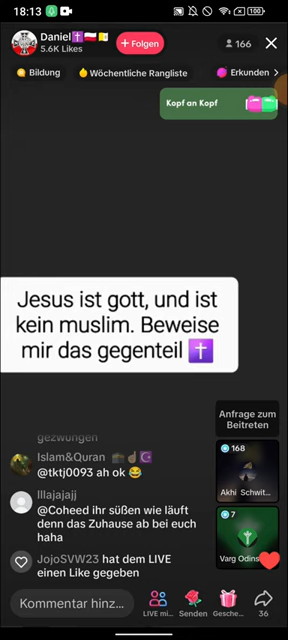 18:13
Daniel✝️🇵🇱🇻🇦
5.6K Likes
+ Folgen
166
Bildung
Wöchentliche Rangliste
Erkunden >
Kopf an Kopf
Jesus ist gott, und ist
kein muslim. Beweise
mir das gegenteil ✝️
Anfrage zum
Beitreten
gezwungen
Islam&Quran 🕋☝🏿☪️
@tktj0093 ah ok 😂
168
Akhi Schwit...
Illajajajj
@Coheed ihr süßen wie läuft
denn das Zuhause ab bei euch
haha
7
Varg Odins
JojoSVW23 hat dem LIVE
einen Like gegeben
Kommentar hinz...
LIVE mi...
Senden
Gesche...
36